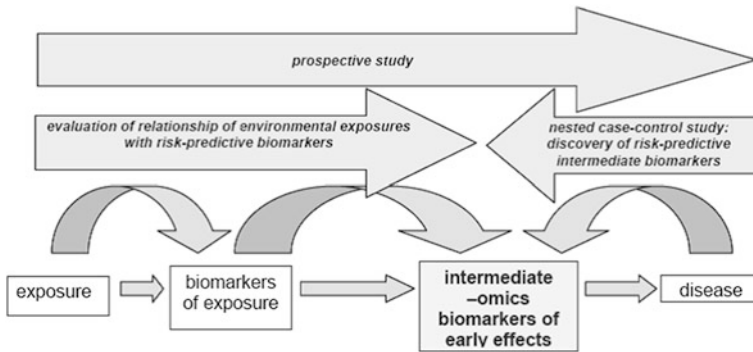 prospective study
evaluation of relationship of environmental exposures
with risk-predictive biomarkers
nested case-control study:
discovery of risk-predictive
intermediate biomarkers
exposure
biomarkers
of exposure
intermediate
–omics
biomarkers of
early effects
disease